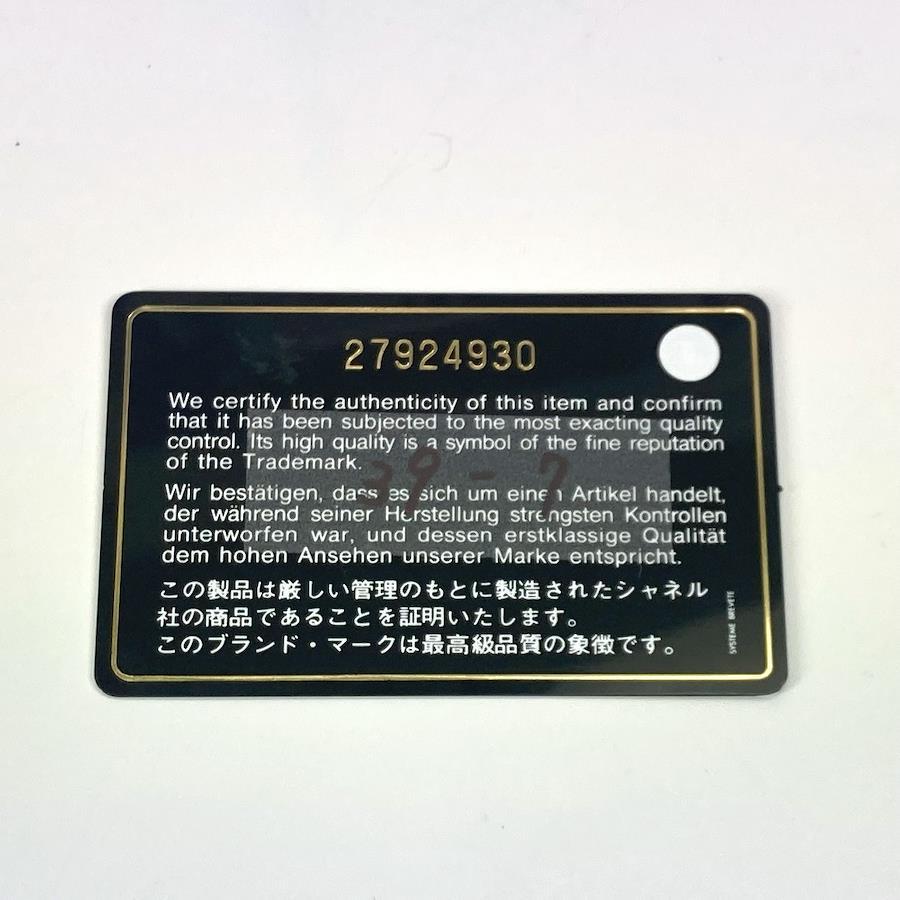 27924930
We certify the authenticity of this item and confirm
that it has been subjected to the most exacting quality
control. Its high quality is a symbol of the fine reputation
of the Trademark.
Wir bestätigen, dass es sich um einen Artikel handelt,
der während seiner Herstellung strengsten Kontrollen
unterworfen war, und dessen erstklassige Qualität
dem hohen Ansehen unserer Marke entspricht.
この製品は厳しい管理のもとに製造されたシャネル
社の商品であることを証明いたします。
このブランド・マークは最高級品質の象徴です。
SYSTEME BREVETE
39-7